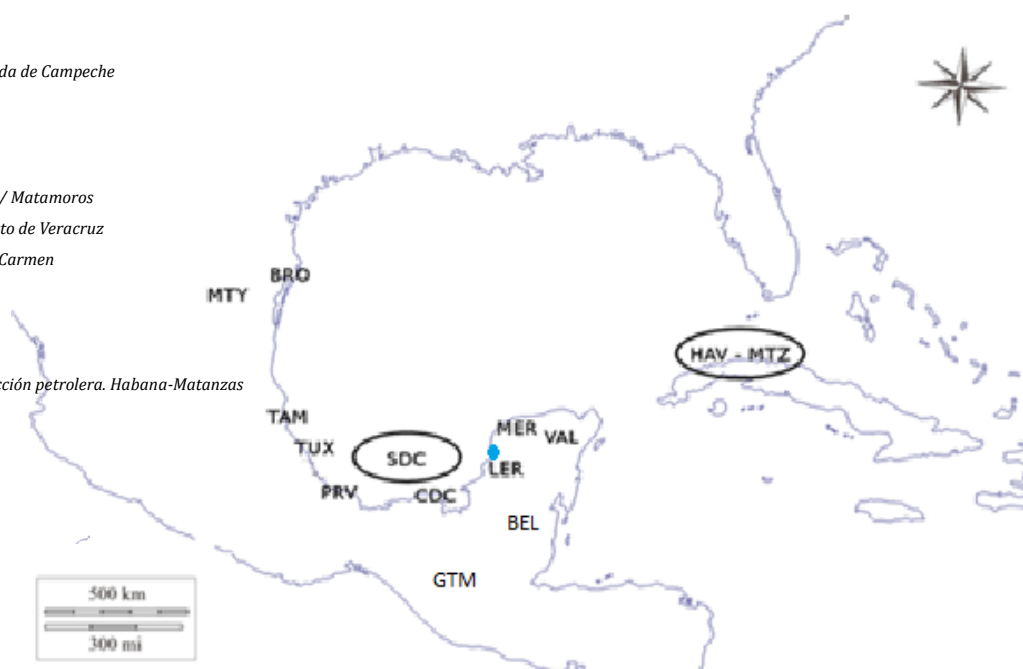 da de Campeche
/ Matamoros
to de Veracruz
Carmen
BRO
MTY
HAV - MTZ
cción petrolera. Habana-Matanzas
TAM
MER
VAL
TUX
SDC
LER
PRV
CDC
BEL
GTM
500 km
300 mi